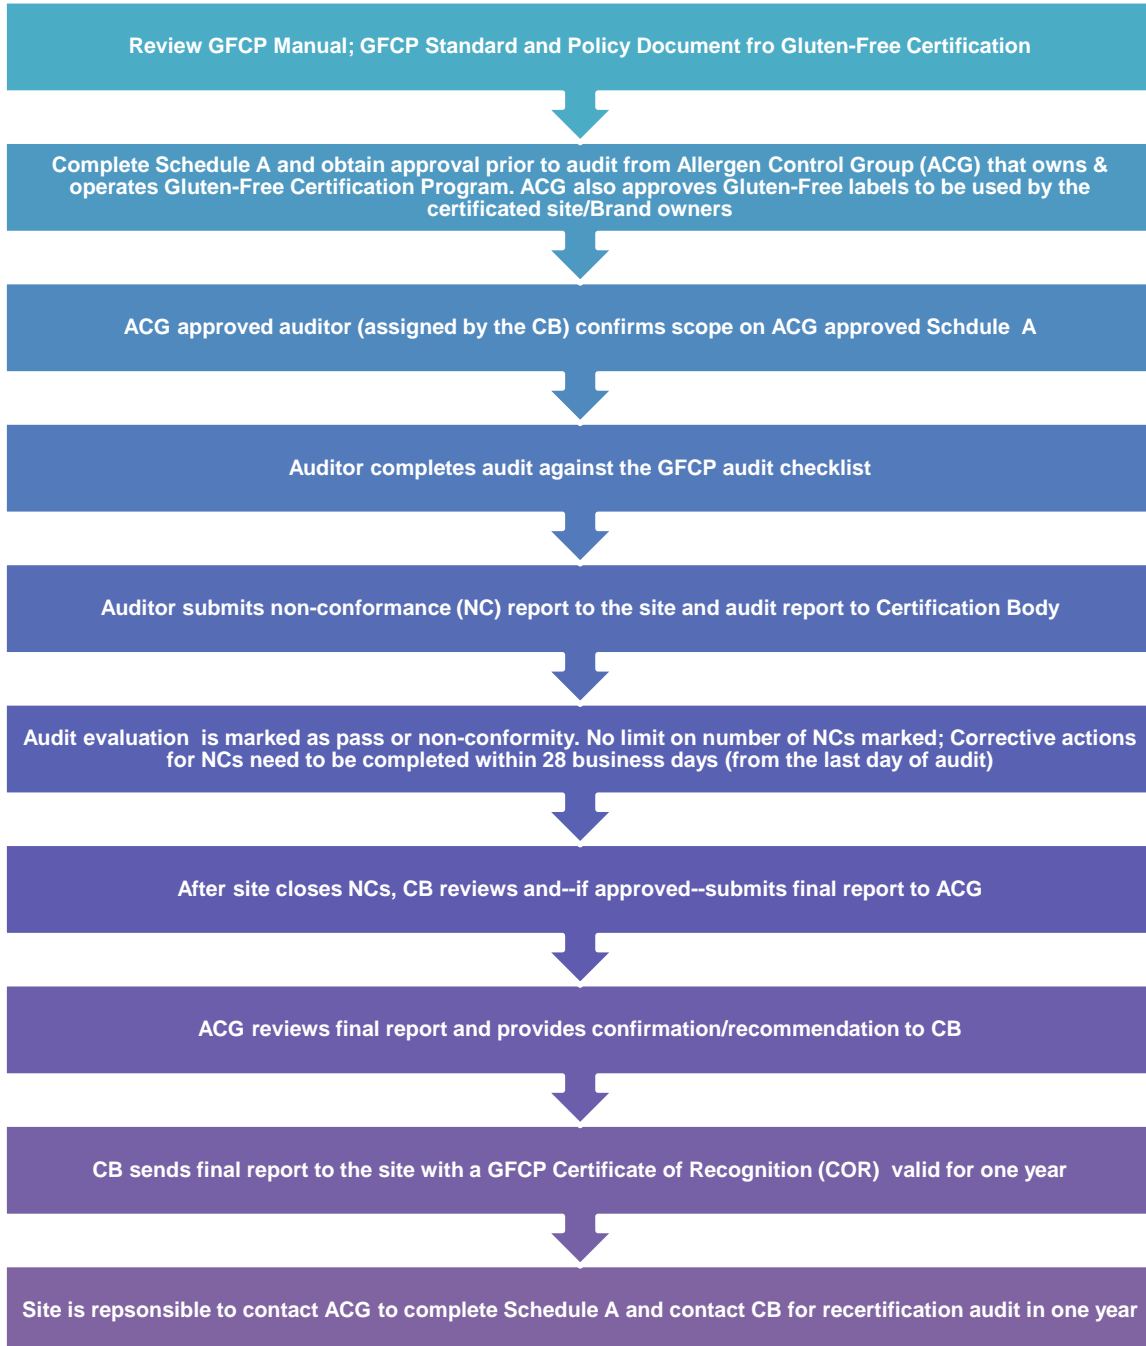 Review GFCP Manual; GFCP Standard and Policy Document fro Gluten-Free Certification
Complete Schedule A and obtain approval prior to audit from Allergen Control Group (ACG) that owns &
operates Gluten-Free Certification Program. ACG also approves Gluten-Free labels to be used by the
certificated site/Brand owners
ACG approved auditor (assigned by the CB) confirms scope on ACG approved Schdule  A
Auditor completes audit against the GFCP audit checklist
Auditor submits non-conformance (NC) report to the site and audit report to Certification Body
Audit evaluation  is marked as pass or non-conformity. No limit on number of NCs marked; Corrective actions
for NCs need to be completed within 28 business days (from the last day of audit)
After site closes NCs, CB reviews and--if approved--submits final report to ACG
ACG reviews final report and provides confirmation/recommendation to CB
CB sends final report to the site with a GFCP Certificate of Recognition (COR)  valid for one year
Site is repsonsible to contact ACG to complete Schedule A and contact CB for recertification audit in one year